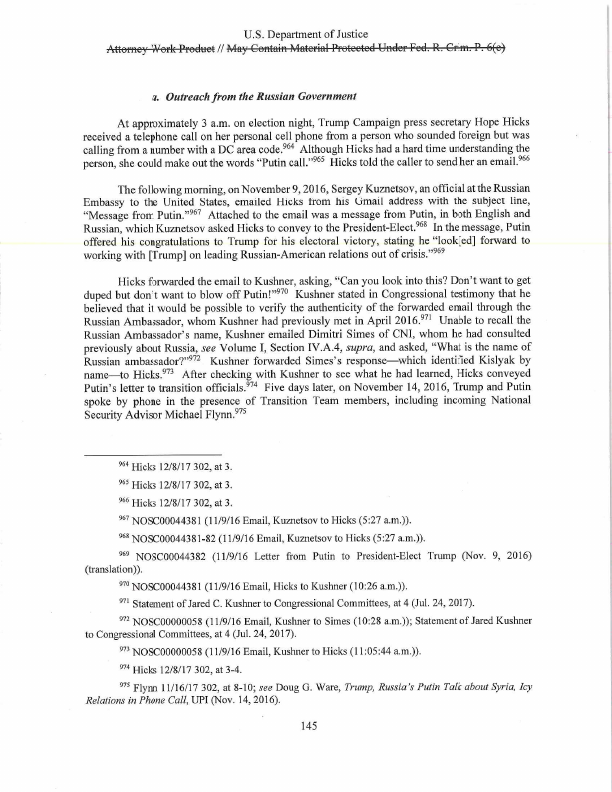 U.S. Department of Justice
Attorney Work Product // May Contain Material Protected Under Fed. R. Crim. P. 6(e)
a. Outreach from the Russian Government
At approximately 3 a.m. on election night, Trump Campaign press secretary Hope Hicks
received a telephone call on her personal cell phone from a person who sounded foreign but was
calling from a number with a DC area code.964 Although Hicks had a hard time understanding the
person, she could make out the words "Putin call."965 Hicks told the caller to send her an email.966
The following morning, on November 9, 2016, Sergey Kuznetsov, an official at the Russian
Embassy to the United States, emailed Hicks from his Gmail address with the subject line,
"Message from Putin."967 Attached to the email was a message from Putin, in both English and
Russian, which Kuznetsov asked Hicks to convey to the President-Elect.968 In the message, Putin
offered his congratulations to Trump for his electoral victory, stating he "look[ed] forward to
working with [Trump] on leading Russian-American relations out of crisis."969
Hicks forwarded the email to Kushner, asking, "Can you look into this? Don't want to get
duped but don't want to blow off Putin!"970 Kushner stated in Congressional testimony that he
believed that it would be possible to verify the authenticity of the forwarded email through the
Russian Ambassador, whom Kushner had previously met in April 2016.971 Unable to recall the
Russian Ambassador's name, Kushner emailed Dimitri Simes of CNI, whom he had consulted
previously about Russia, see Volume I, Section IV.A.4, supra, and asked, "What is the name of
Russian ambassador?"972 Kushner forwarded Simes's response—which identified Kislyak by
name—to Hicks.973 After checking with Kushner to see what he had learned, Hicks conveyed
Putin's letter to transition officials.974 Five days later, on November 14, 2016, Trump and Putin
spoke by phone in the presence of Transition Team members, including incoming National
Security Advisor Michael Flynn.975
964 Hicks 12/8/17 302, at 3.
965 Hicks 12/8/17 302, at 3.
966 Hicks 12/8/17 302, at 3.
967 NOSC00044381 (11/9/16 Email, Kuznetsov to Hicks (5:27 a.m.)).
968 NOSC00044381-82 (11/9/16 Email, Kuznetsov to Hicks (5:27 a.m.)).
969 NOSC00044382 (11/9/16 Letter from Putin to President-Elect Trump (Nov. 9, 2016)
(translation)).
970 NOSC00044381 (11/9/16 Email, Hicks to Kushner (10:26 a.m.)).
971 Statement of Jared C. Kushner to Congressional Committees, at 4 (Jul. 24, 2017).
972 NOSC00000058 (11/9/16 Email, Kushner to Simes (10:28 a.m.)); Statement of Jared Kushner
to Congressional Committees, at 4 (Jul. 24, 2017).
973 NOSC00000058 (11/9/16 Email, Kushner to Hicks (11:05:44 a.m.)).
974 Hicks 12/8/17 302, at 3-4.
975 Flynn 11/16/17 302, at 8-10; see Doug G. Ware, Trump, Russia's Putin Talk about Syria, Icy
Relations in Phone Call, UPI (Nov. 14, 2016).
145